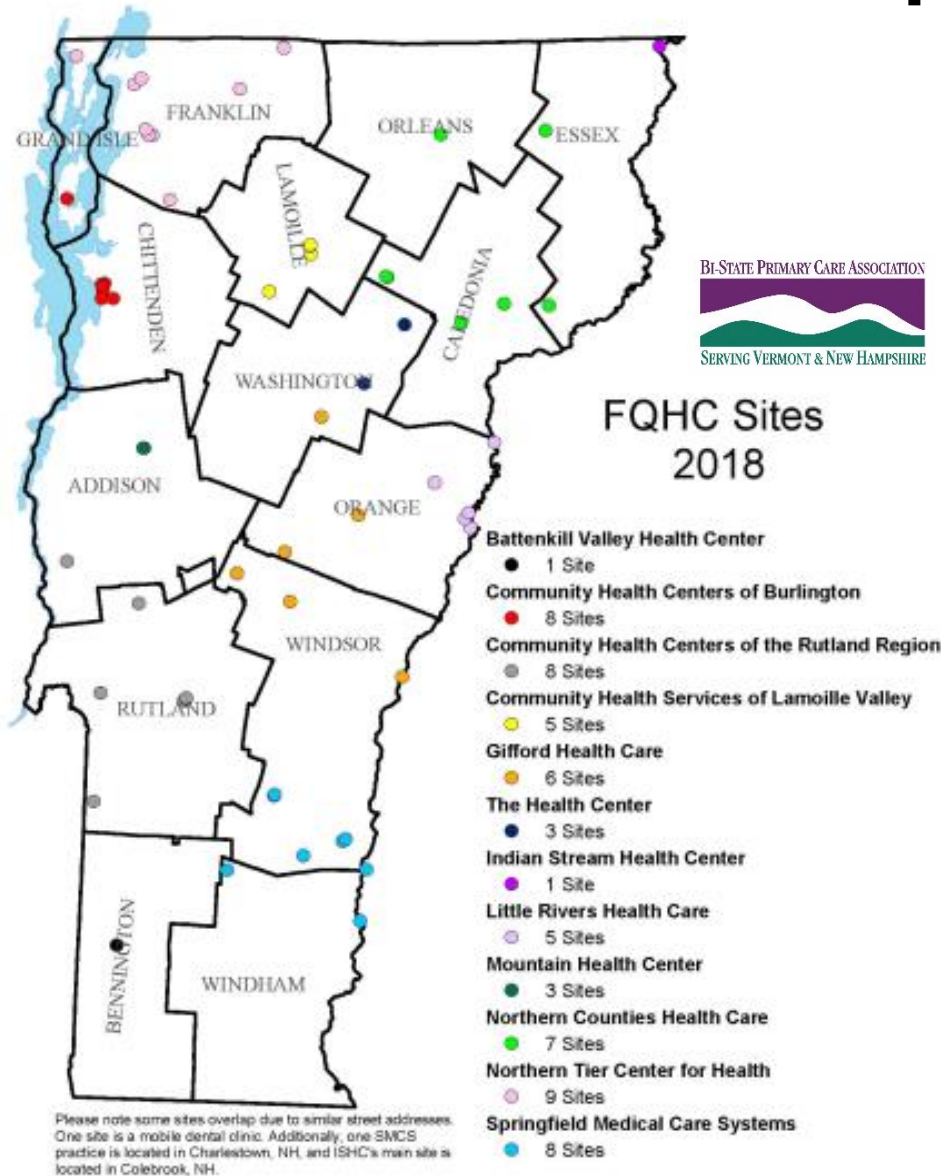 FRANKLIN
GRAND ISLE
ORLEANS
ESSEX
LAMOILLE
CHITTENDEN
CALEDONIA
WASHINGTON
ADDISON
ORANGE
WINDSOR
RUTLAND
BENNINGTON
WINDHAM
BI-STATE PRIMARY CARE ASSOCIATION
SERVING VERMONT & NEW HAMPSHIRE
FQHC Sites
2018
Battenkill Valley Health Center
1 Site
Community Health Centers of Burlington
8 Sites
Community Health Centers of the Rutland Region
8 Sites
Community Health Services of Lamoille Valley
5 Sites
Gifford Health Care
6 Sites
The Health Center
3 Sites
Indian Stream Health Center
1 Site
Little Rivers Health Care
5 Sites
Mountain Health Center
3 Sites
Northern Counties Health Care
7 Sites
Northern Tier Center for Health
9 Sites
Springfield Medical Care Systems
8 Sites
Please note some sites overlap due to similar street addresses.
One site is a mobile dental clinic. Additionally, one SMCS
practice is located in Charlestown, NH, and ISHC's main site is
located in Colebrook, NH.